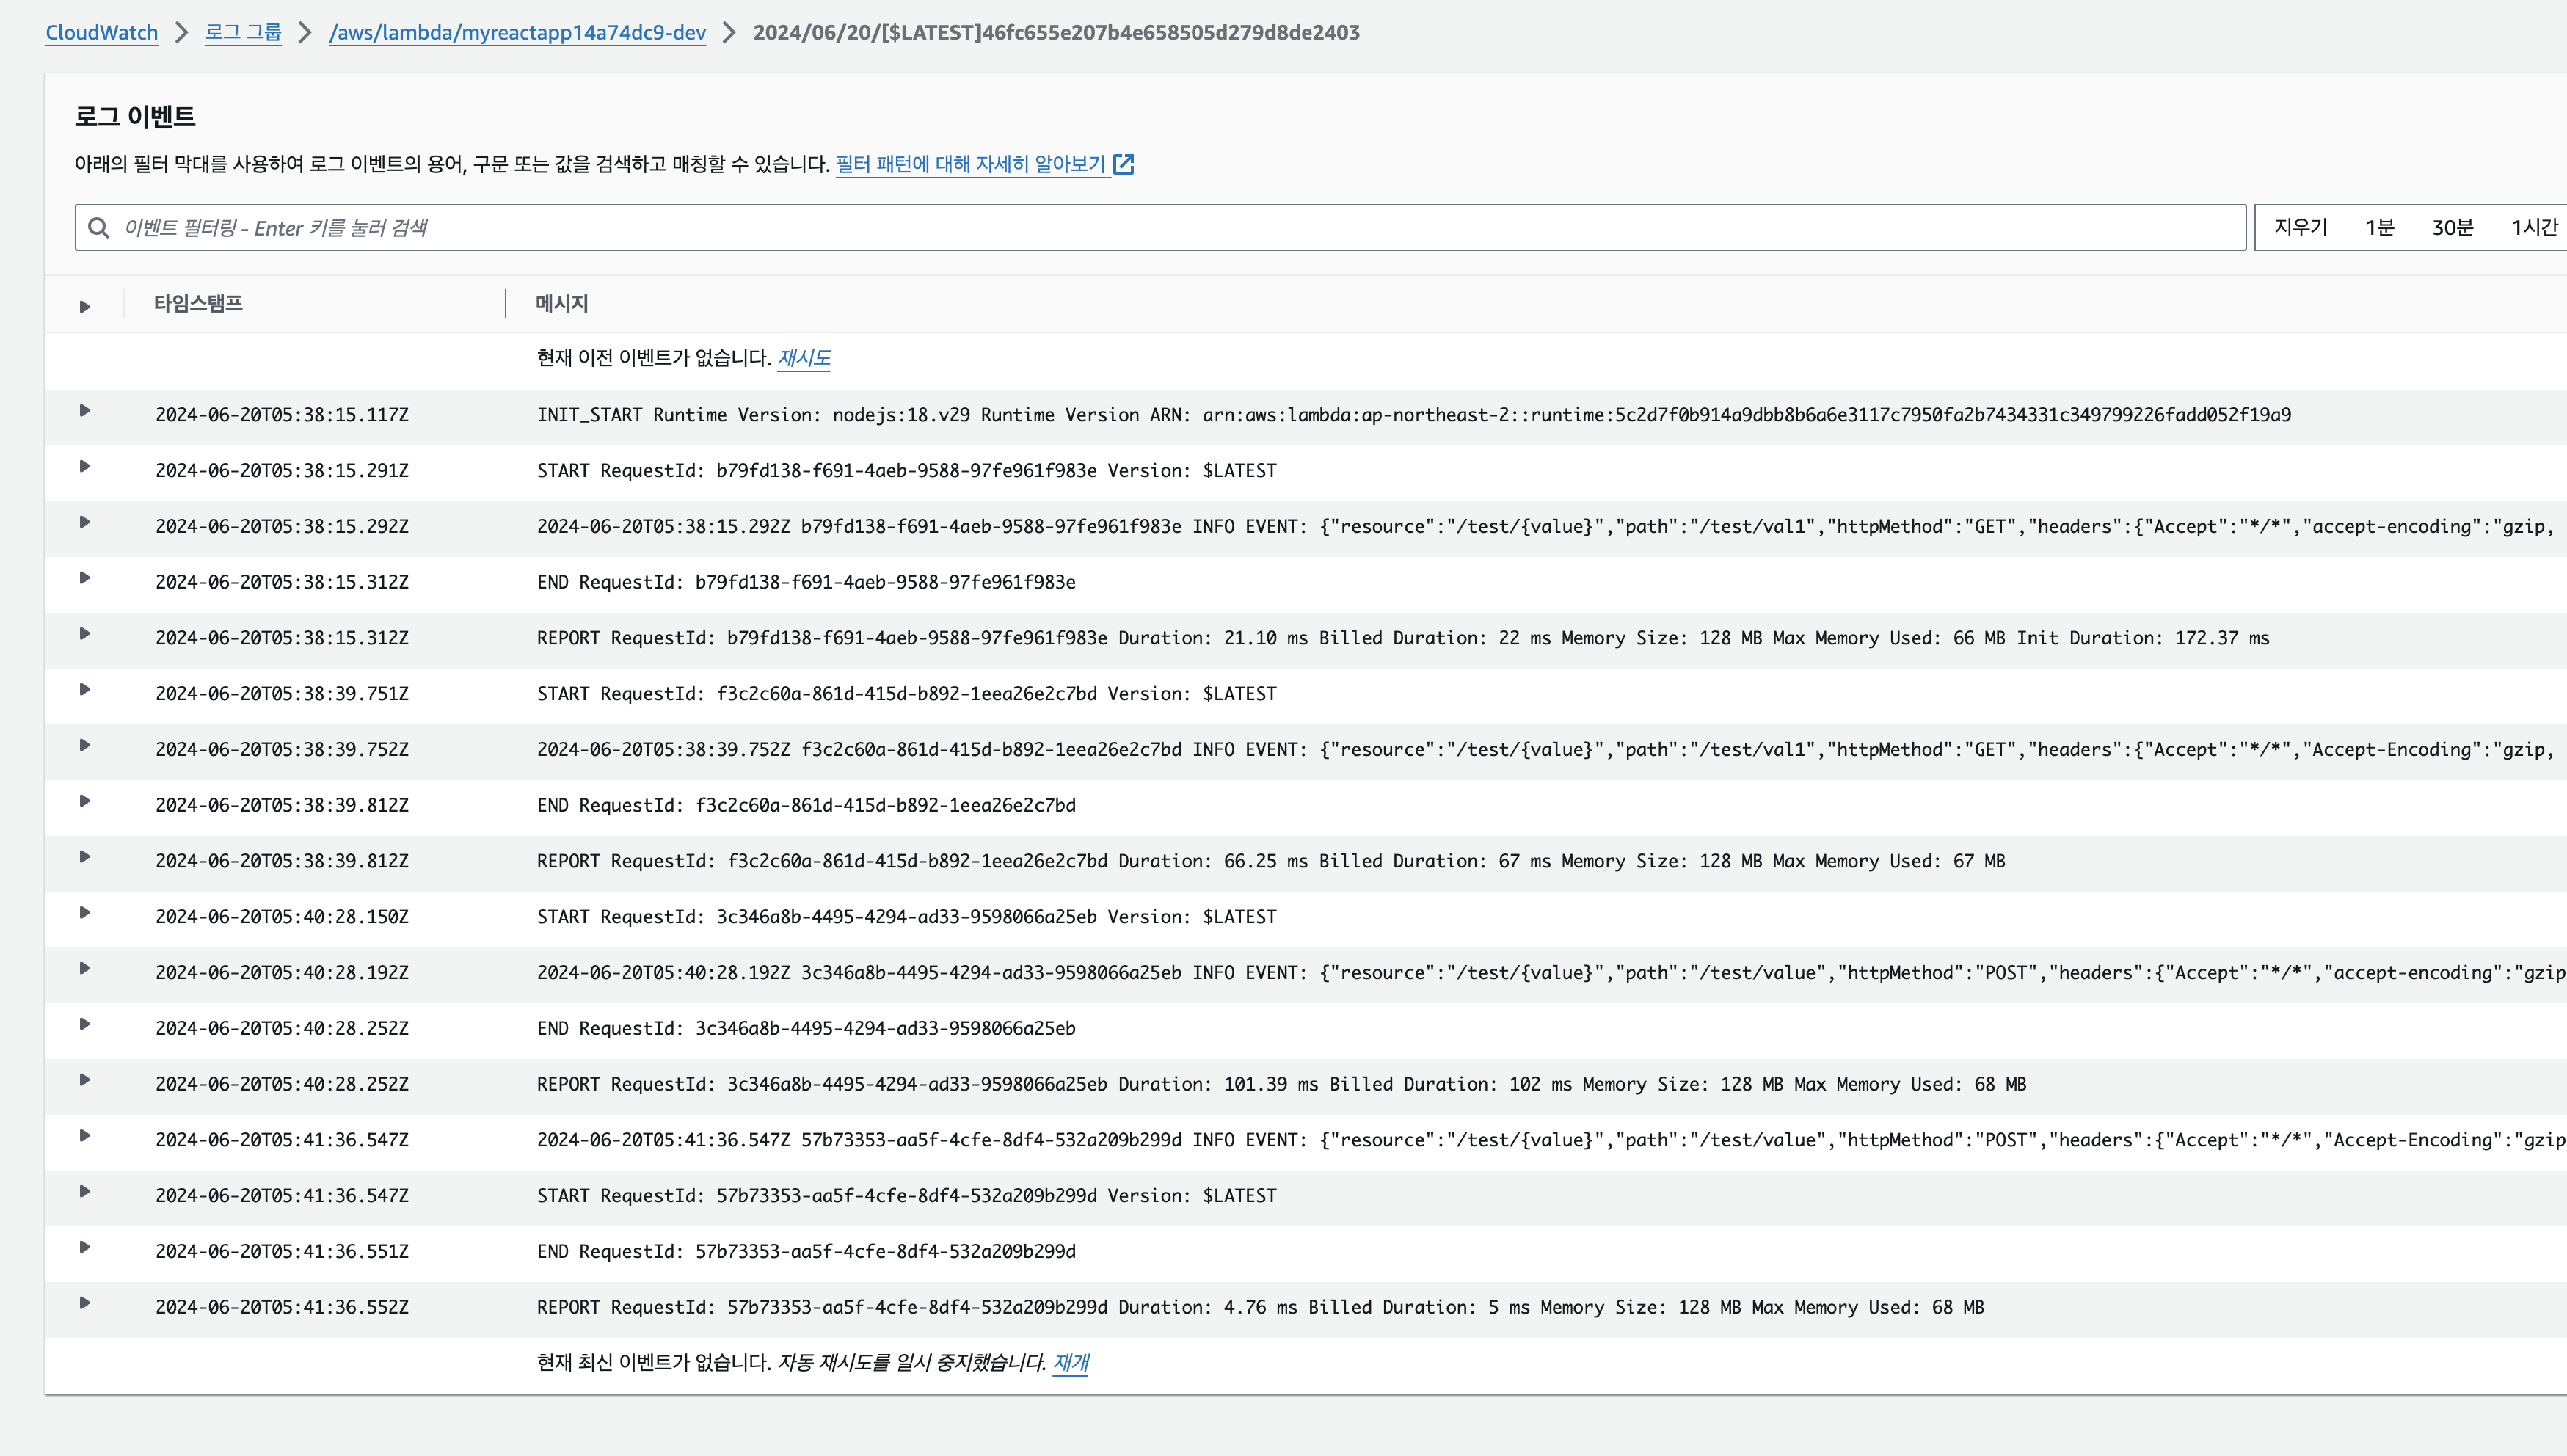 CloudWatch > 로그 그룹 > /aws/lambda/myreactapp14a74dc9-dev > 2024/06/20/[$LATEST]46fc655e207b4e658505d279d8de2403
로그 이벤트
아래의 필터 막대를 사용하여 로그 이벤트의 용어, 구문 또는 값을 검색하고 매칭할 수 있습니다. 필터 패턴에 대해 자세히 알아보기
이벤트 필터링 - Enter 키를 눌러 검색 지우기 1분 30분 1시간
타임스탬프 메시지
현재 이전 이벤트가 없습니다. 재시도
2024-06-20T05:38:15.117Z INIT_START Runtime Version: nodejs:18.v29 Runtime Version ARN: arn:aws:lambda:ap-northeast-2::runtime:5c2d7f0b914a9dbb8b6a6e3117c7950fa2b7434331c349799226fadd052f19a9
2024-06-20T05:38:15.291Z START RequestId: b79fd138-f691-4aeb-9588-97fe961f983e Version: $LATEST
2024-06-20T05:38:15.292Z 2024-06-20T05:38:15.292Z b79fd138-f691-4aeb-9588-97fe961f983e INFO EVENT: {"resource":"/test/{value}","path":"/test/val1","httpMethod":"GET","headers":{"Accept":"*/*","accept-encoding":"gzip,
2024-06-20T05:38:15.312Z END RequestId: b79fd138-f691-4aeb-9588-97fe961f983e
2024-06-20T05:38:15.312Z REPORT RequestId: b79fd138-f691-4aeb-9588-97fe961f983e Duration: 21.10 ms Billed Duration: 22 ms Memory Size: 128 MB Max Memory Used: 66 MB Init Duration: 172.37 ms
2024-06-20T05:38:39.751Z START RequestId: f3c2c60a-861d-415d-b892-1eea26e2c7bd Version: $LATEST
2024-06-20T05:38:39.752Z 2024-06-20T05:38:39.752Z f3c2c60a-861d-415d-b892-1eea26e2c7bd INFO EVENT: {"resource":"/test/{value}","path":"/test/val1","httpMethod":"GET","headers":{"Accept":"*/*","Accept-Encoding":"gzip,
2024-06-20T05:38:39.812Z END RequestId: f3c2c60a-861d-415d-b892-1eea26e2c7bd
2024-06-20T05:38:39.812Z REPORT RequestId: f3c2c60a-861d-415d-b892-1eea26e2c7bd Duration: 66.25 ms Billed Duration: 67 ms Memory Size: 128 MB Max Memory Used: 67 MB
2024-06-20T05:40:28.150Z START RequestId: 3c346a8b-4495-4294-ad33-9598066a25eb Version: $LATEST
2024-06-20T05:40:28.192Z 2024-06-20T05:40:28.192Z 3c346a8b-4495-4294-ad33-9598066a25eb INFO EVENT: {"resource":"/test/{value}","path":"/test/value","httpMethod":"POST","headers":{"Accept":"*/*","accept-encoding":"gzip
2024-06-20T05:40:28.252Z END RequestId: 3c346a8b-4495-4294-ad33-9598066a25eb
2024-06-20T05:40:28.252Z REPORT RequestId: 3c346a8b-4495-4294-ad33-9598066a25eb Duration: 101.39 ms Billed Duration: 102 ms Memory Size: 128 MB Max Memory Used: 68 MB
2024-06-20T05:41:36.547Z 2024-06-20T05:41:36.547Z 57b73353-aa5f-4cfe-8df4-532a209b299d INFO EVENT: {"resource":"/test/{value}","path":"/test/value","httpMethod":"POST","headers":{"Accept":"*/*","Accept-Encoding":"gzip
2024-06-20T05:41:36.547Z START RequestId: 57b73353-aa5f-4cfe-8df4-532a209b299d Version: $LATEST
2024-06-20T05:41:36.551Z END RequestId: 57b73353-aa5f-4cfe-8df4-532a209b299d
2024-06-20T05:41:36.552Z REPORT RequestId: 57b73353-aa5f-4cfe-8df4-532a209b299d Duration: 4.76 ms Billed Duration: 5 ms Memory Size: 128 MB Max Memory Used: 68 MB
현재 최신 이벤트가 없습니다. 자동 재시도를 일시 중지했습니다. 재개